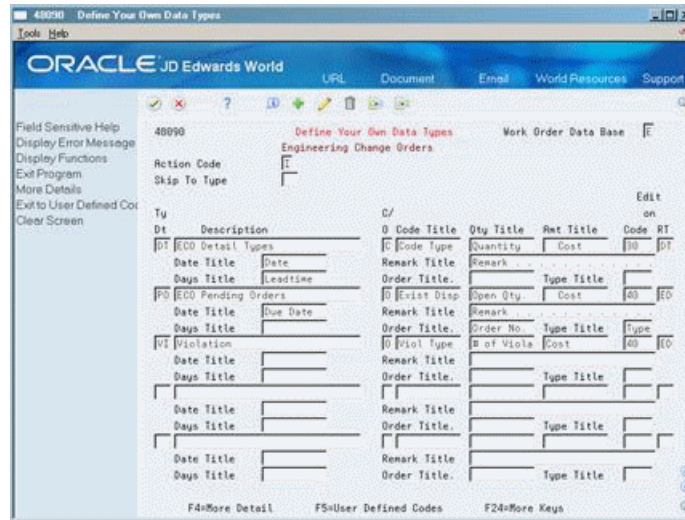 48090 Define Your Own Data Types
Tools Help
ORACLE JD Edwards World
URL Document Email World Resources Support
Field Sensitive Help
Display Error Message
Display Functions
Exit Program
More Details
Exit to User Defined Cod
Clear Screen
48090 Define Your Own Data Types Work Order Data Base E
Engineering Change Orders
Action Code I
Skip To Type
Edit
Ty C/ on
Dt Description O Code Title Qty Title Amt Title Code RT
DT ECO Detail Types C Code Type Quantity Cost 30 DT
Date Title Date Remark Title Remark . . .
Days Title Leadtime Order Title. Type Title
PO ECO Pending Orders O Exist Disp Open Qty. Cost 40 EO
Date Title Due Date Remark Title Remark . . .
Days Title Order Title. Order No. Type Title Type
VI Violation O Viol Type # of Viola Cost 40 EO
Date Title Remark Title
Days Title Order Title. Type Title
Date Title Remark Title
Days Title Order Title. Type Title
Date Title Remark Title
Days Title Order Title. Type Title
F4=More Detail F5=User Defined Codes F24=More Keys